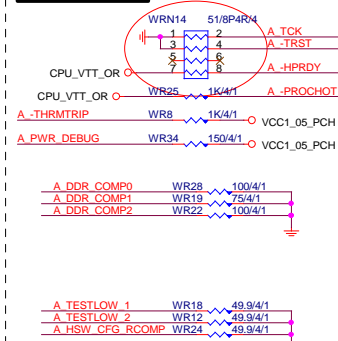 WRN14 51/8P4R/4
1 2 A_TCK
3 4 A_-TRST
5 6
CPU_VTT_OR 7 8 A_-HPRDY
CPU_VTT_OR WR25 1K/4/1 A_-PROCHOT
A_-THRMTRIP WR8 1K/4/1 VCC1_05_PCH
A_PWR_DEBUG WR34 150/4/1 VCC1_05_PCH
A_DDR_COMP0 WR28 100/4/1
A_DDR_COMP1 WR19 75/4/1
A_DDR_COMP2 WR22 100/4/1
A_TESTLOW_1 WR18 49.9/4/1
A_TESTLOW_2 WR12 49.9/4/1
A_HSW_CFG_RCOMP WR24 49.9/4/1